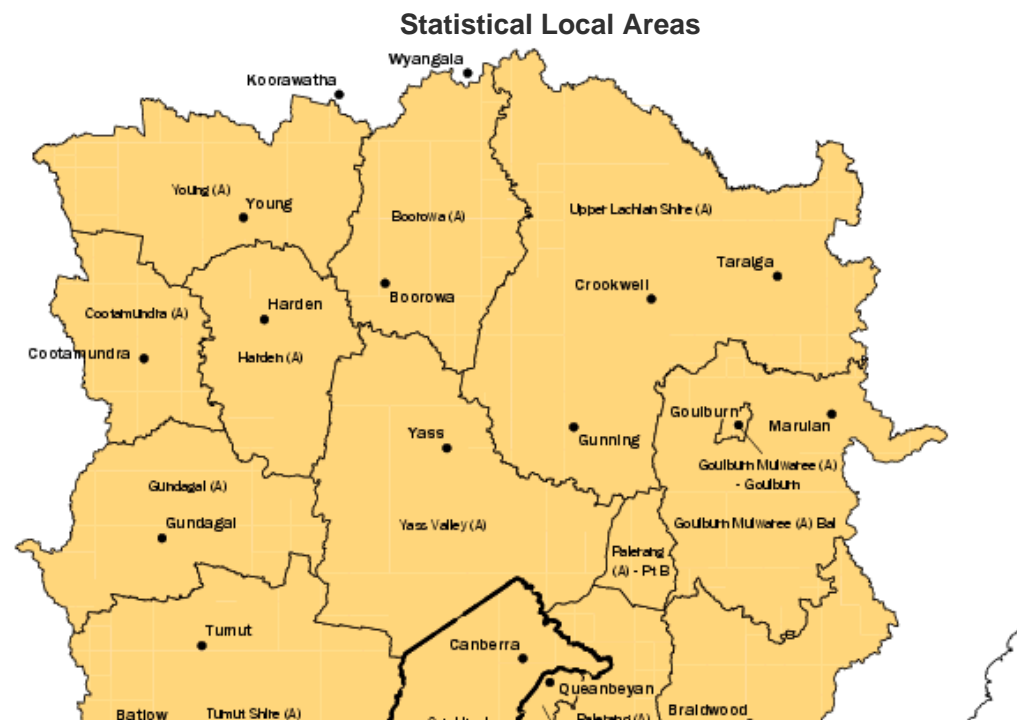 Statistical Local Areas
Wyangala
Koorawatha
Young (A)
Young
Boorowa (A)
Upper Lachlan Shire (A)
Taralga
Crookwell
Boorowa
Harden
Cootamundra (A)
Cootamundra
Harden (A)
Goulburn
Marulan
Yass
Gunning
Goulburn Mulwaree (A)
- Goulburn
Gundagai (A)
Gundagai
Yass Valley (A)
Goulburn Mulwaree (A) Bal
Palerang
(A) - Pt B
Tumut
Canberra
Queanbeyan
Batlow
Tumut Shire (A)
Palerang (A)
Braidwood